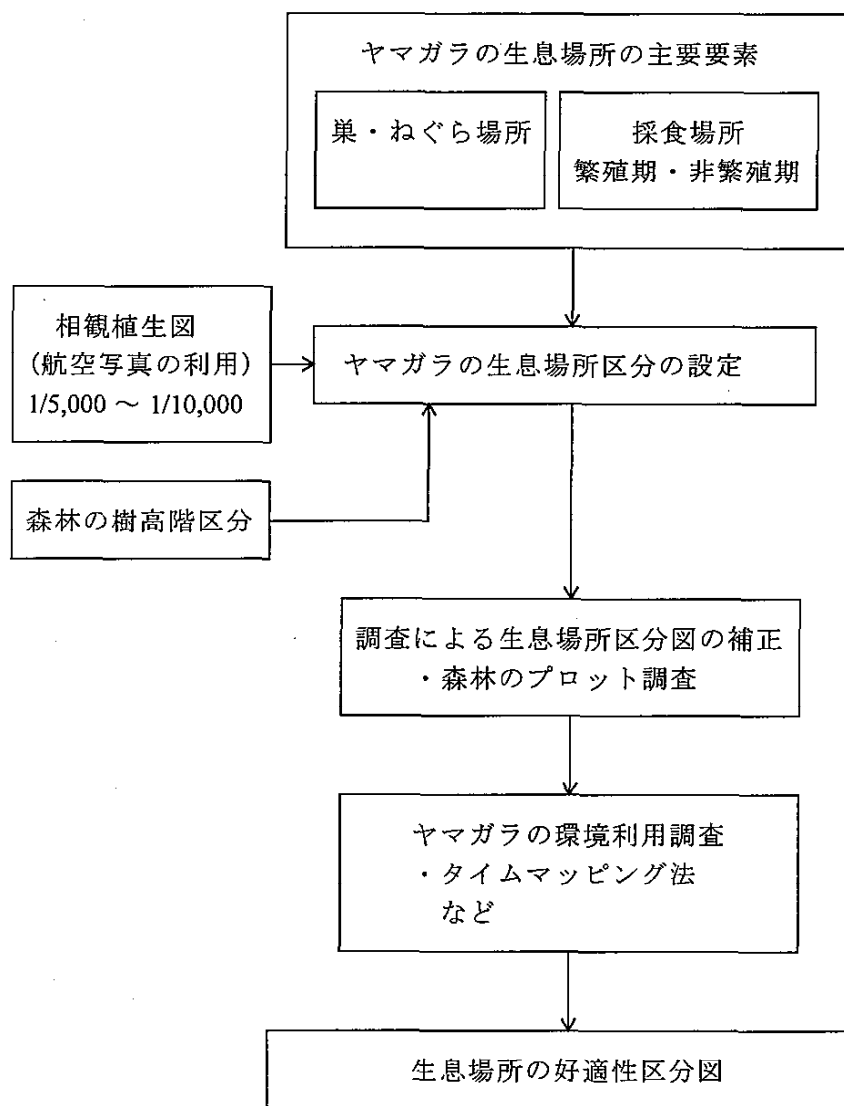 ヤマガラの生息場所の主要要素
巣・ねぐら場所
採食場所
繁殖期・非繁殖期
相観植生図
(航空写真の利用)
1/5,000 ～ 1/10,000
ヤマガラの生息場所区分の設定
森林の樹高階区分
調査による生息場所区分図の補正
・森林のプロット調査
ヤマガラの環境利用調査
・タイムマッピング法
など
生息場所の好適性区分図